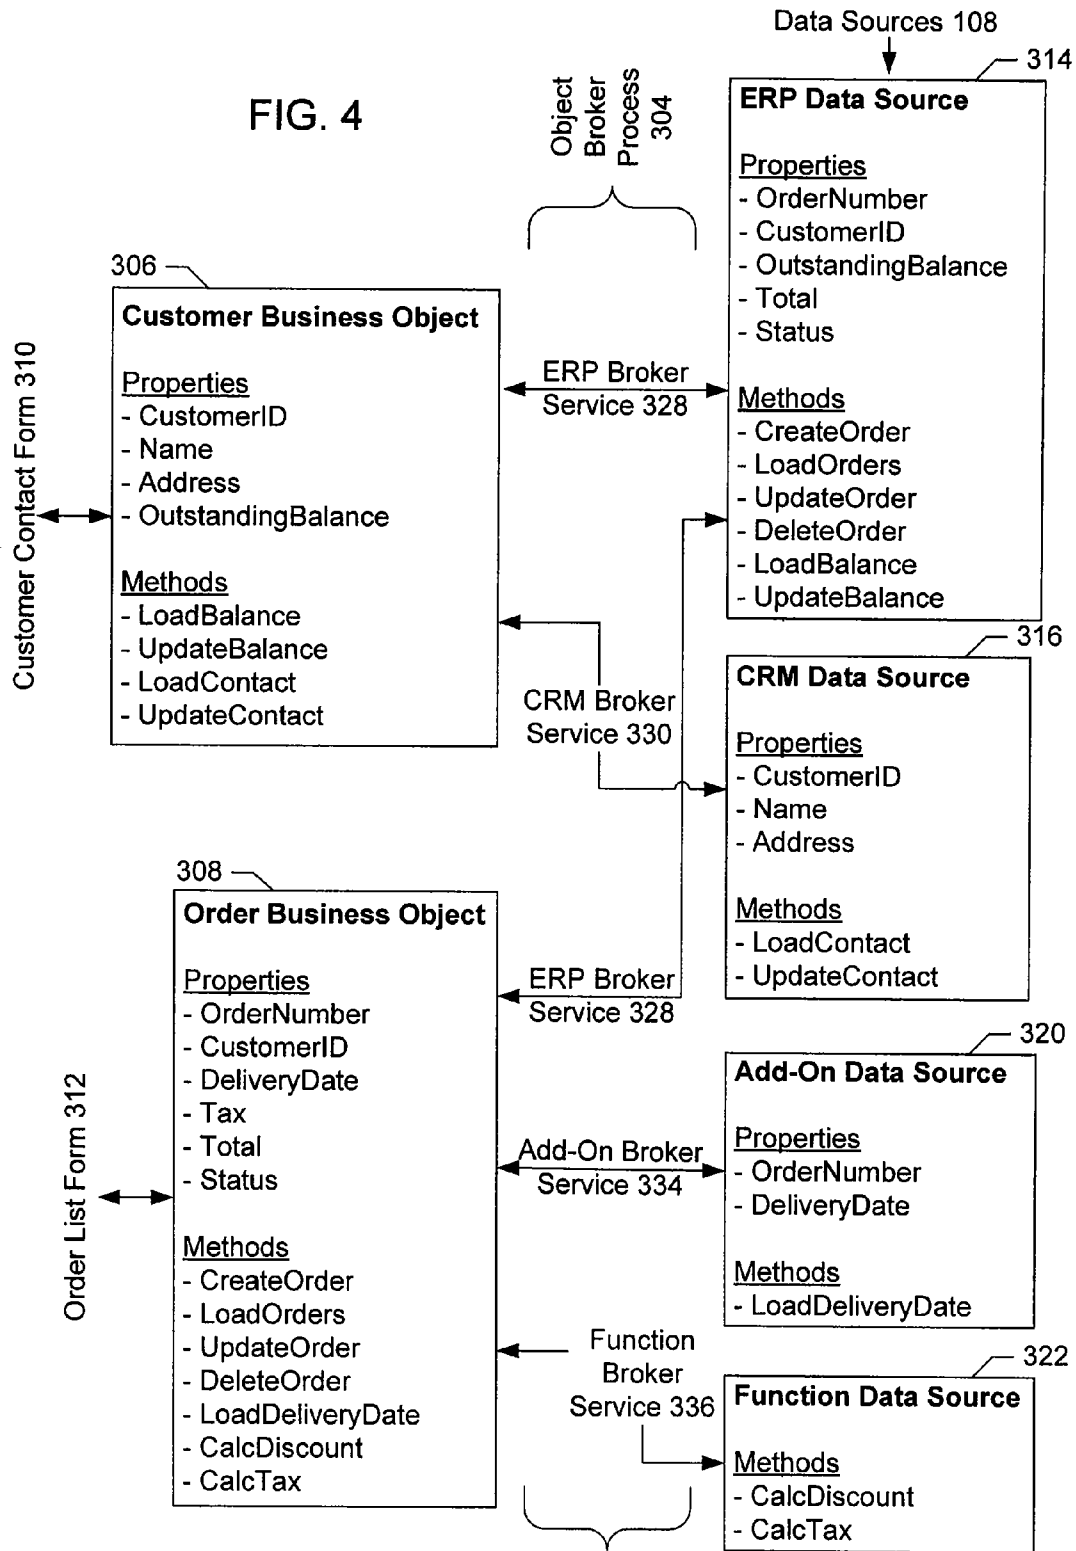 Data Sources 108
314
FIG. 4
Object
Broker
Process
304
ERP Data Source
Properties
- OrderNumber
- CustomerID
- OutstandingBalance
- Total
- Status
Methods
- CreateOrder
- LoadOrders
- UpdateOrder
- DeleteOrder
- LoadBalance
- UpdateBalance
306
Customer Business Object
Properties
- CustomerID
- Name
- Address
- OutstandingBalance
Methods
- LoadBalance
- UpdateBalance
- LoadContact
- UpdateContact
Customer Contact Form 310
ERP Broker
Service 328
CRM Broker
Service 330
316
CRM Data Source
Properties
- CustomerID
- Name
- Address
Methods
- LoadContact
- UpdateContact
308
Order Business Object
Properties
- OrderNumber
- CustomerID
- DeliveryDate
- Tax
- Total
- Status
Methods
- CreateOrder
- LoadOrders
- UpdateOrder
- DeleteOrder
- LoadDeliveryDate
- CalcDiscount
- CalcTax
Order List Form 312
ERP Broker
Service 328
Add-On Broker
Service 334
Function
Broker
Service 336
320
Add-On Data Source
Properties
- OrderNumber
- DeliveryDate
Methods
- LoadDeliveryDate
322
Function Data Source
Methods
- CalcDiscount
- CalcTax